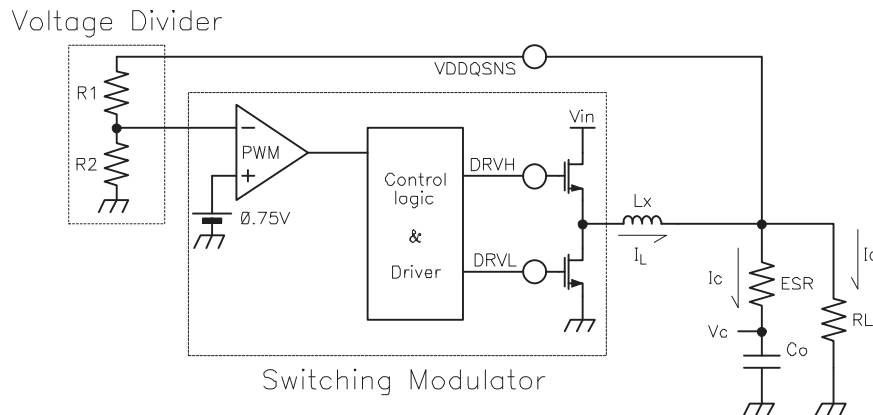 Voltage Divider
VDDQSNS
R1
R2
PWM
0.75V
Control
logic
&
Driver
DRVH
DRVL
Vin
Lx
IL
Ic
ESR
Vc
Co
RL
Switching Modulator